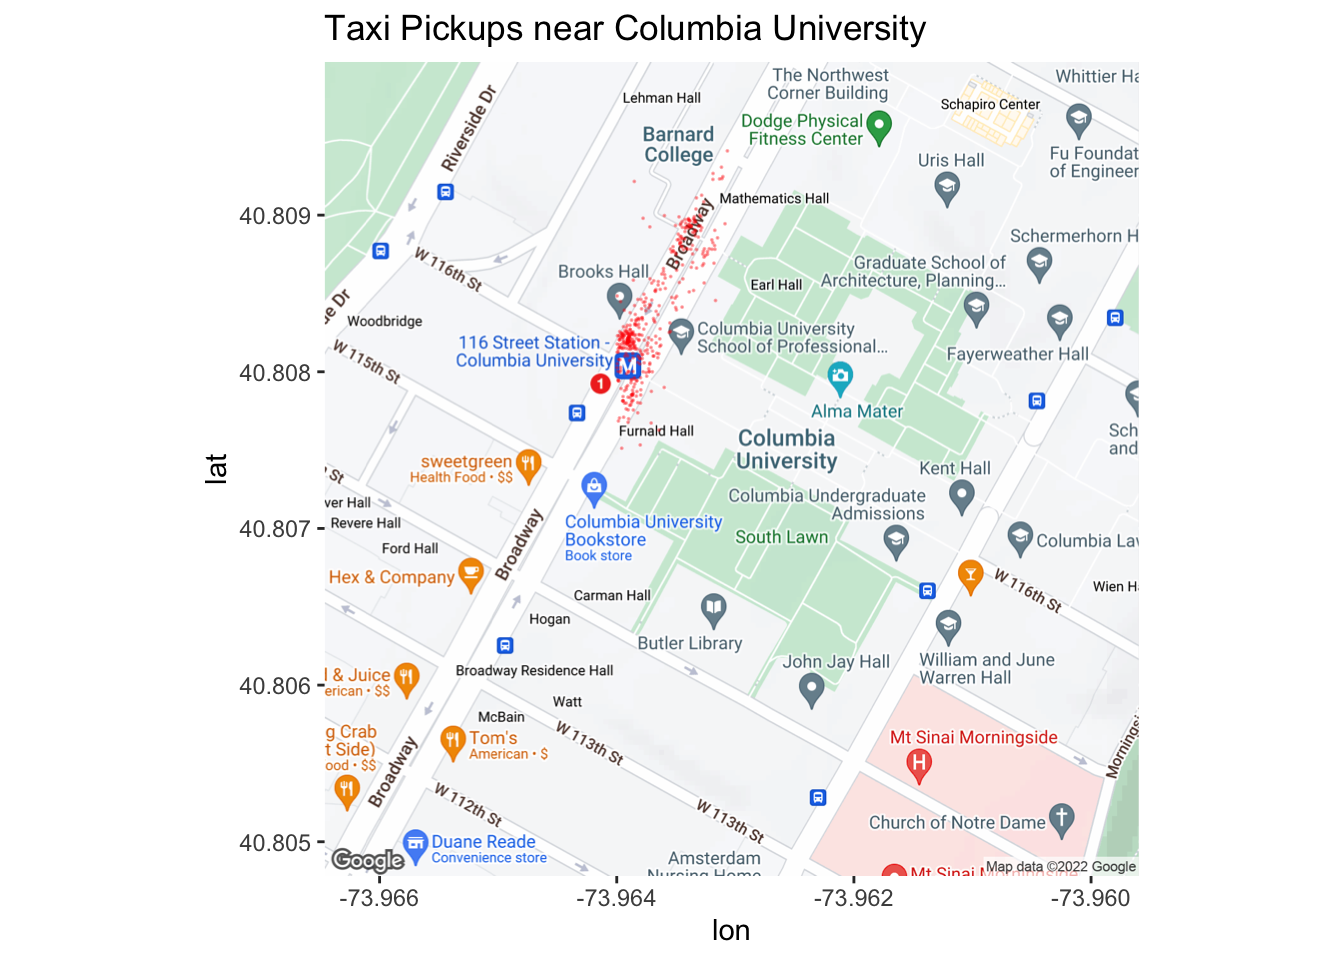 Taxi Pickups near Columbia University
The Northwest
Corner Building
Whittier Ha
Lehman Hall
Schapiro Center
Riverside Dr
Barnard
College
Dodge Physical
Fitness Center
Uris Hall
Fu Foundat
of Engineer
Mathematics Hall
40.809
Broadway
Schermerhorn H
W 116th St
Brooks Hall
Earl Hall
Graduate School of
Architecture, Planning...
e Dr
Woodbridge
116 Street Station -
Columbia University
M
1
Columbia University
School of Professional...
Fayerweather Hall
W 115th St
40.808
Alma Mater
Furnald Hall
Sch
and
Columbia
University
sweetgreen
Health Food • $$
Kent Hall
St
ver Hall
Revere Hall
Ford Hall
Columbia University
Bookstore
Book store
Columbia Undergraduate
Admissions
40.807
South Lawn
Columbia Lav
Broadway
Hex & Company
W 116th St
Wien H
Carman Hall
Hogan
Butler Library
lat
John Jay Hall
William and June
Warren Hall
40.806
l & Juice
erican • $$
Broadway Residence Hall
Watt
McBain
g Crab
t Side)
ood • $$
Tom's
American • $
W 113th St
Mt Sinai Morningside
H
Mornings
Broadway
W 112th St
W 113th St
Church of Notre Dame
40.805
Duane Reade
Convenience store
Google
Amsterdam
Nursing Home
Mt Sinai Morningside
Map data ©2022 Google
-73.966
-73.964
-73.962
-73.960
lon